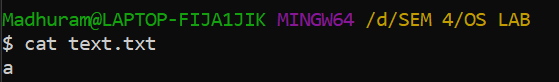 Madhuram@LAPTOP-FIJA1JIK MINGW64 /d/SEM 4/OS LAB
$ cat text.txt
a